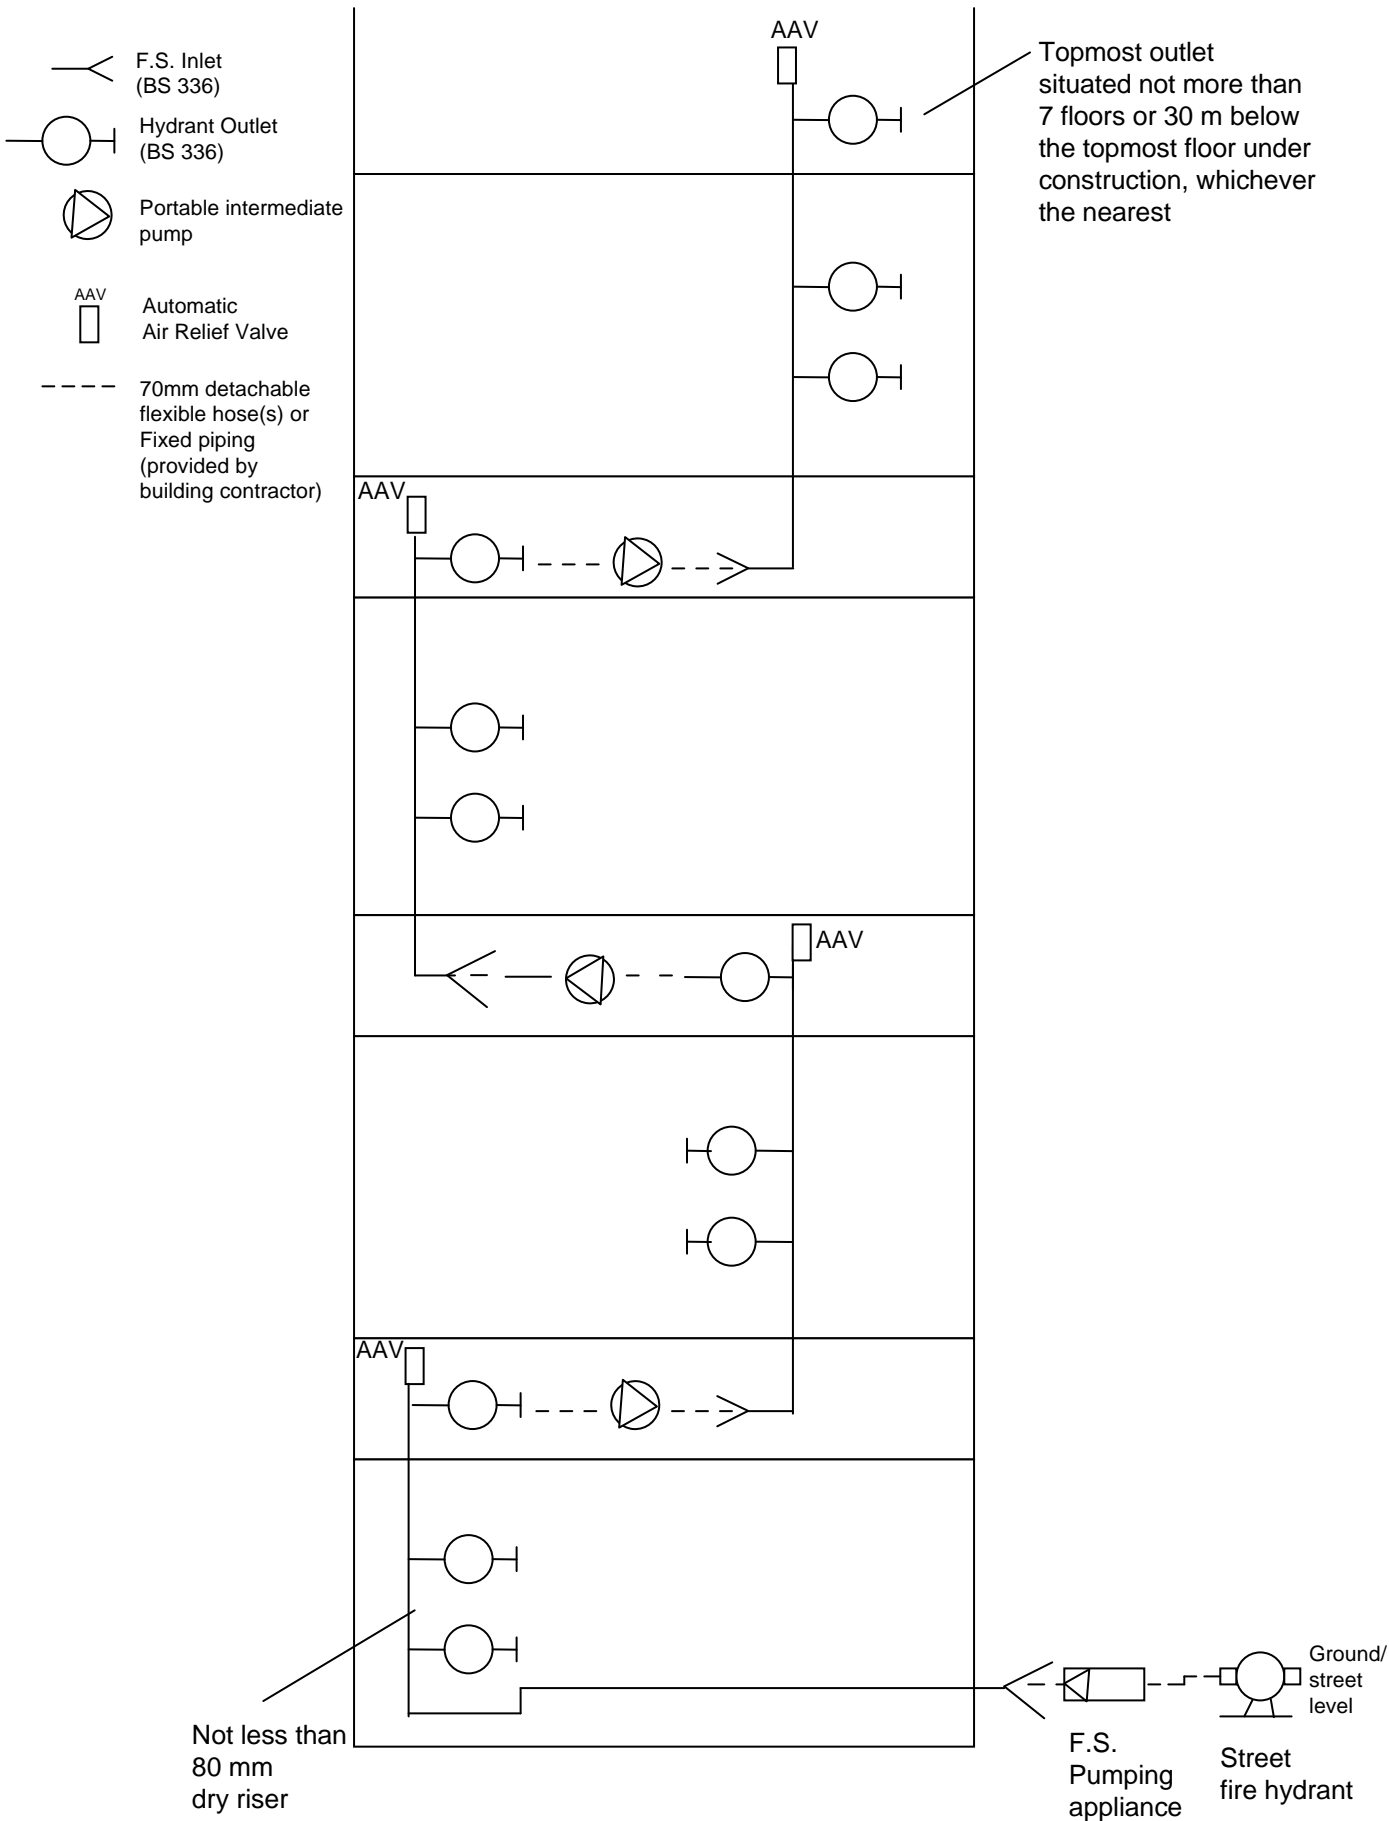 F.S. Inlet
(BS 336)
Hydrant Outlet
(BS 336)
Portable intermediate
pump
AAV
Automatic
Air Relief Valve
70mm detachable
flexible hose(s) or
Fixed piping
(provided by
building contractor)
AAV
Topmost outlet
situated not more than
7 floors or 30 m below
the topmost floor under
construction, whichever
the nearest
AAV
AAV
AAV
Not less than
80 mm
dry riser
F.S.
Pumping
appliance
Ground/
street
level
Street
fire hydrant